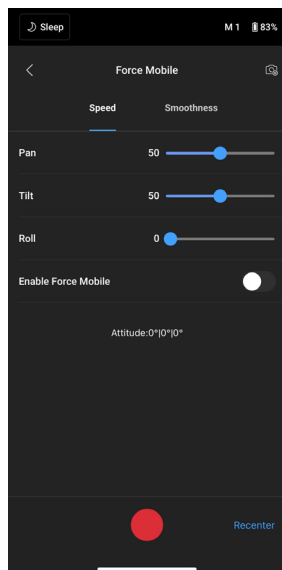 Sleep M 1 83%
Force Mobile
Speed Smoothness
Pan 50
Tilt 50
Roll 0
Enable Force Mobile
Attitude:0°|0°|0°
Recenter